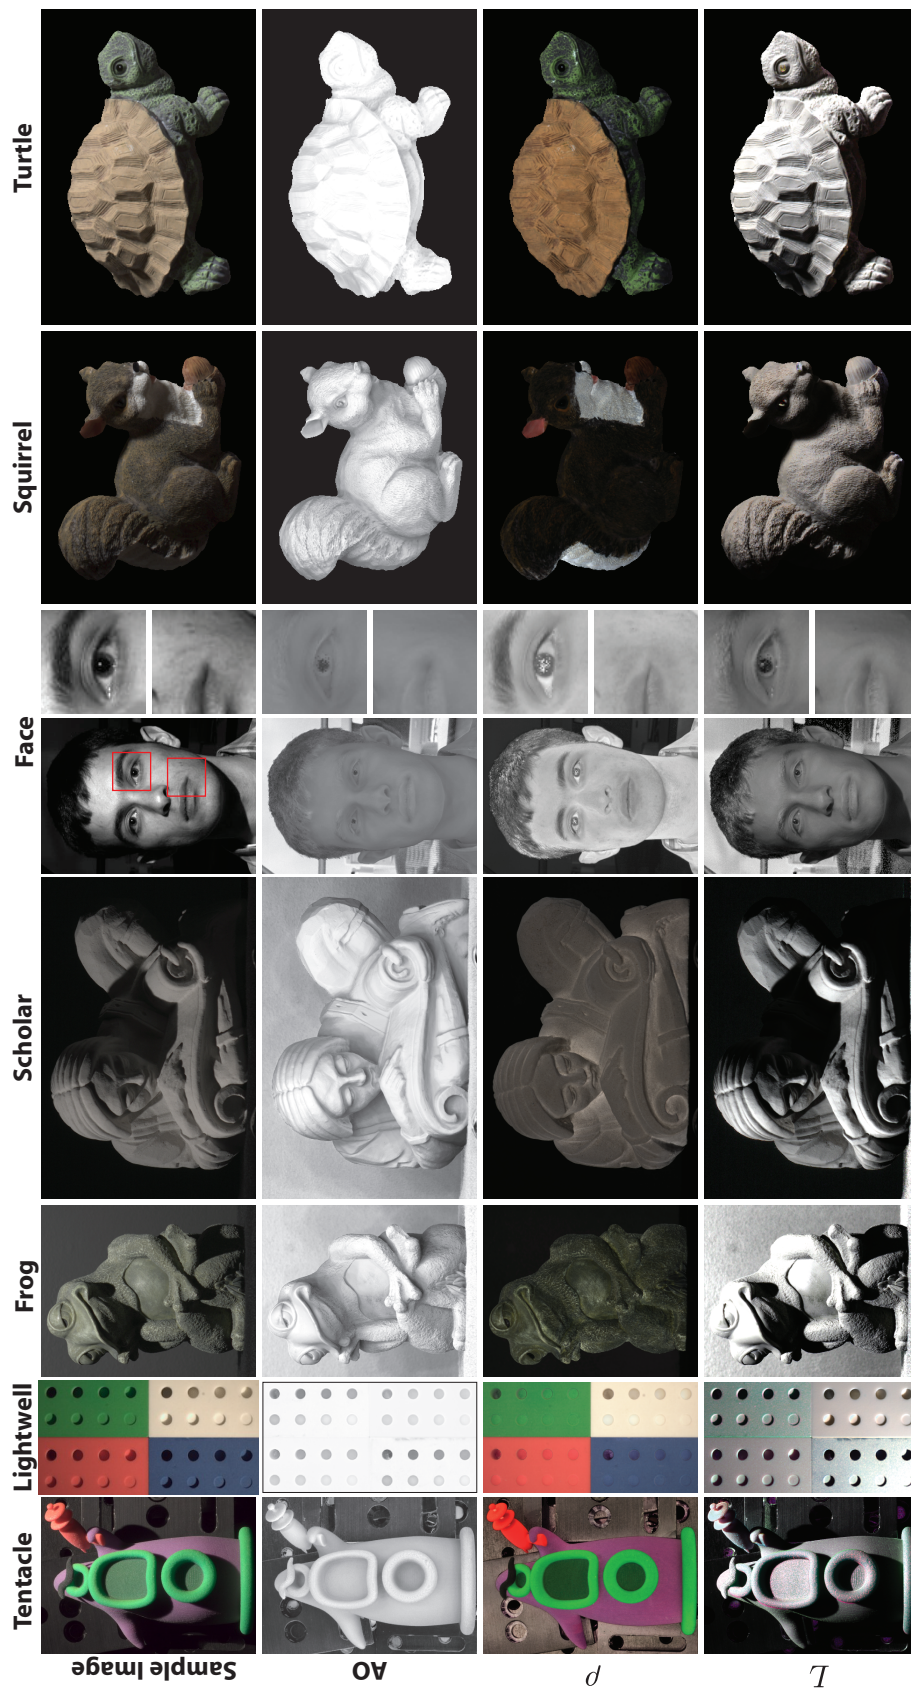 Tentacle
Lightwell
Frog
Scholar
Face
Squirrel
Turtle
Sample Image
AO
ρ
L